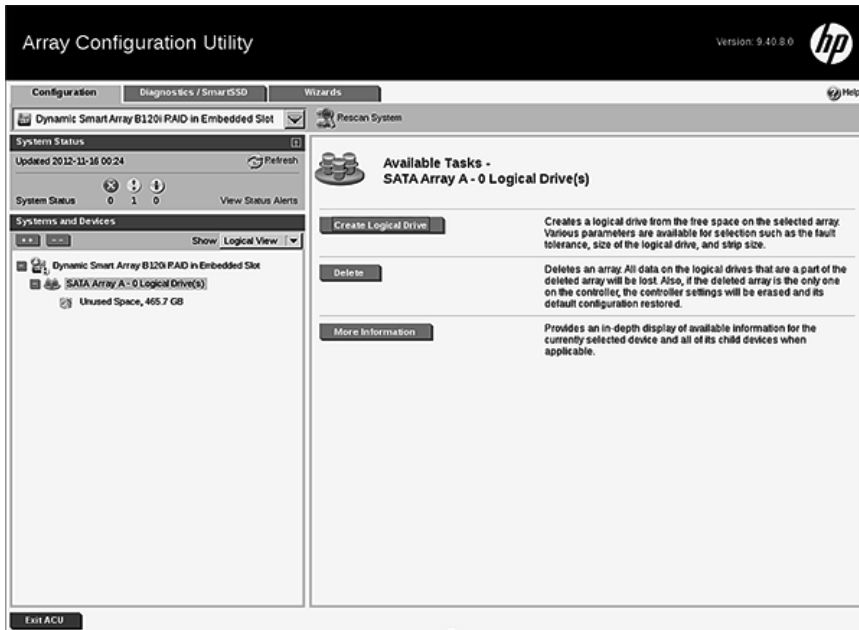 Array Configuration Utility
Version: 9.40.8.0
hp
Configuration
Diagnostics / SmartSSD
Wizards
Help
Dynamic Smart Array B120i RAID in Embedded Slot
Rescan System
System Status
Updated 2012-11-16 00:24
Refresh
System Status 0 1 0 View Status Alerts
Systems and Devices
Show Logical View
Dynamic Smart Array B120i RAID in Embedded Slot
SATA Array A - 0 Logical Drive(s)
Unused Space, 465.7 GB
Available Tasks -
SATA Array A - 0 Logical Drive(s)
Create Logical Drive
Creates a logical drive from the free space on the selected array.
Various parameters are available for selection such as the fault
tolerance, size of the logical drive, and strip size.
Delete
Deletes an array. All data on the logical drives that are a part of the
deleted array will be lost. Also, if the deleted array is the only one
on the controller, the controller settings will be erased and its
default configuration restored.
More Information
Provides an in-depth display of available information for the
currently selected device and all of its child devices when
applicable.
Exit ACU